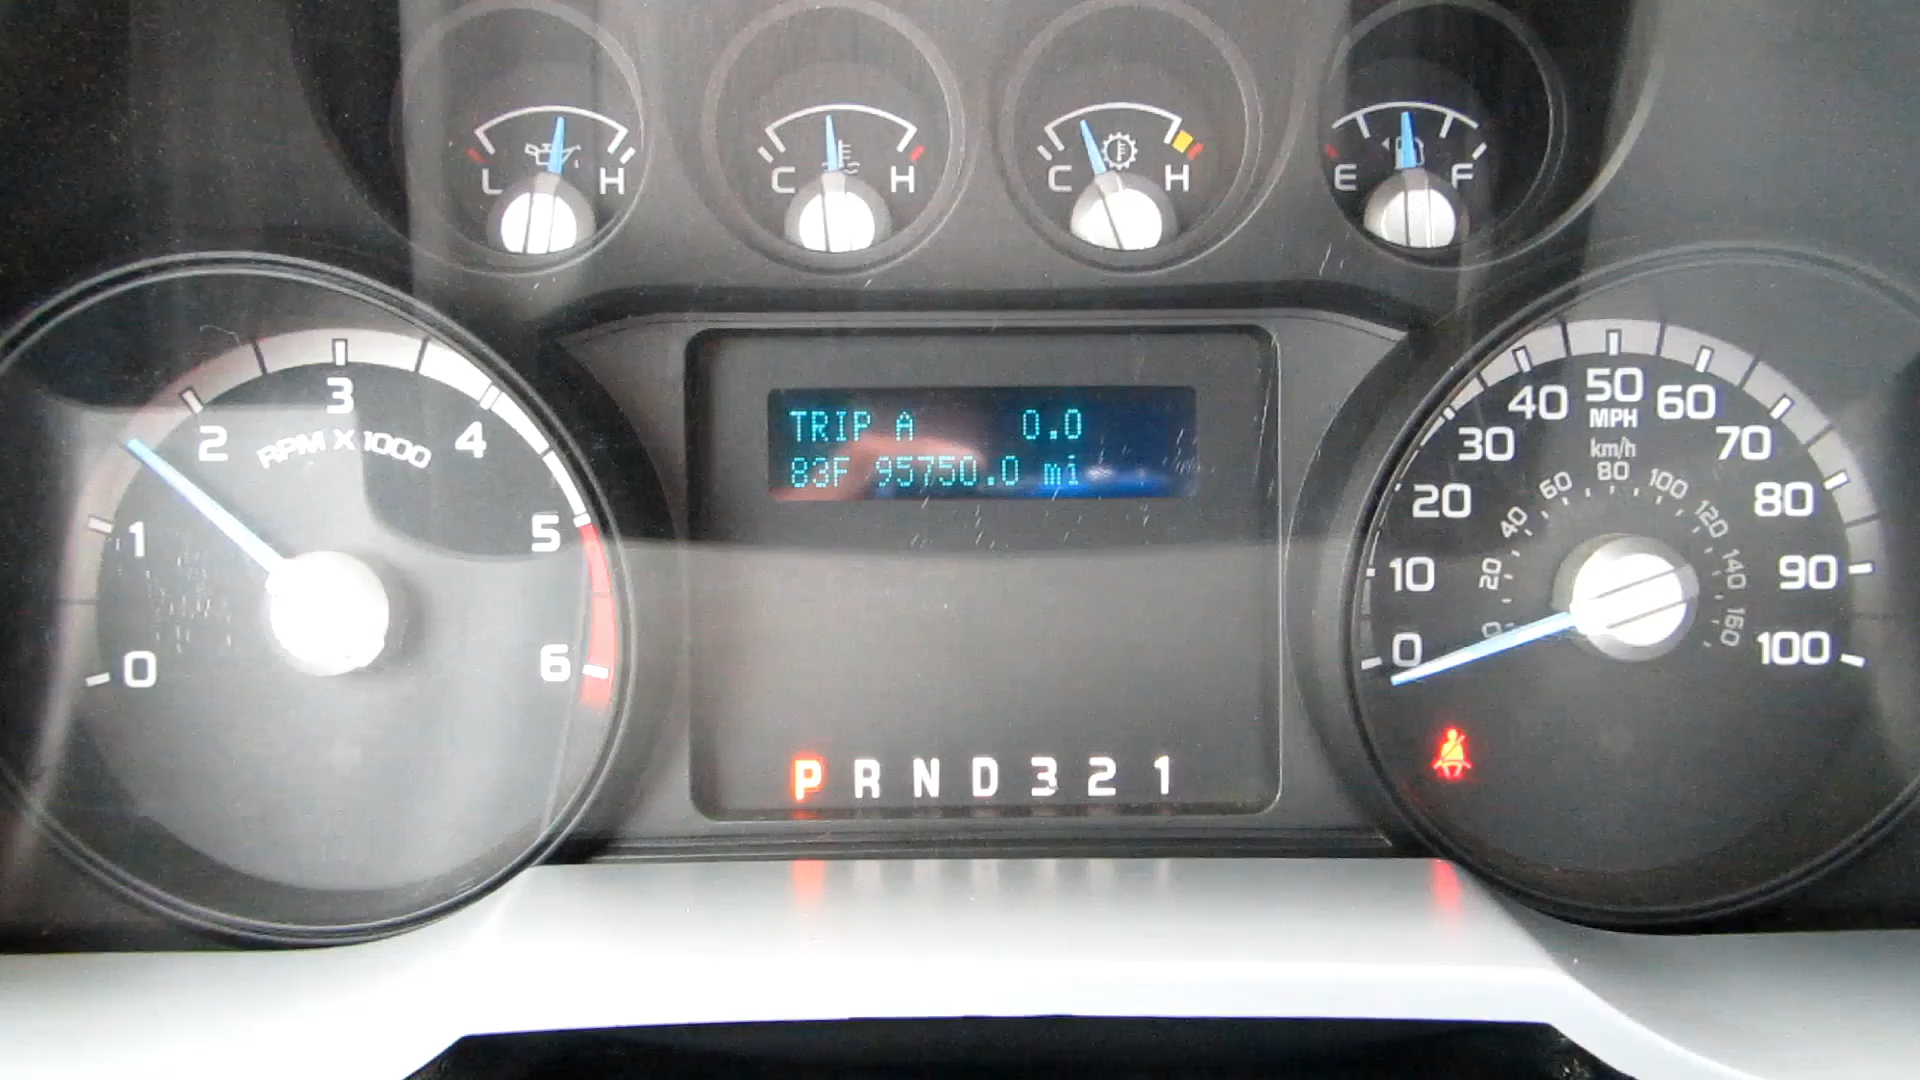 L H
C H
C H
E F
0 1 2 3 4 5 6
RPM X 1000
TRIP A 0.0
83F 95750.0 mi
P R N D 3 2 1
0 10 20 30 40 50 60 70 80 90 100
MPH
km/h
0 20 40 60 80 100 120 140 160